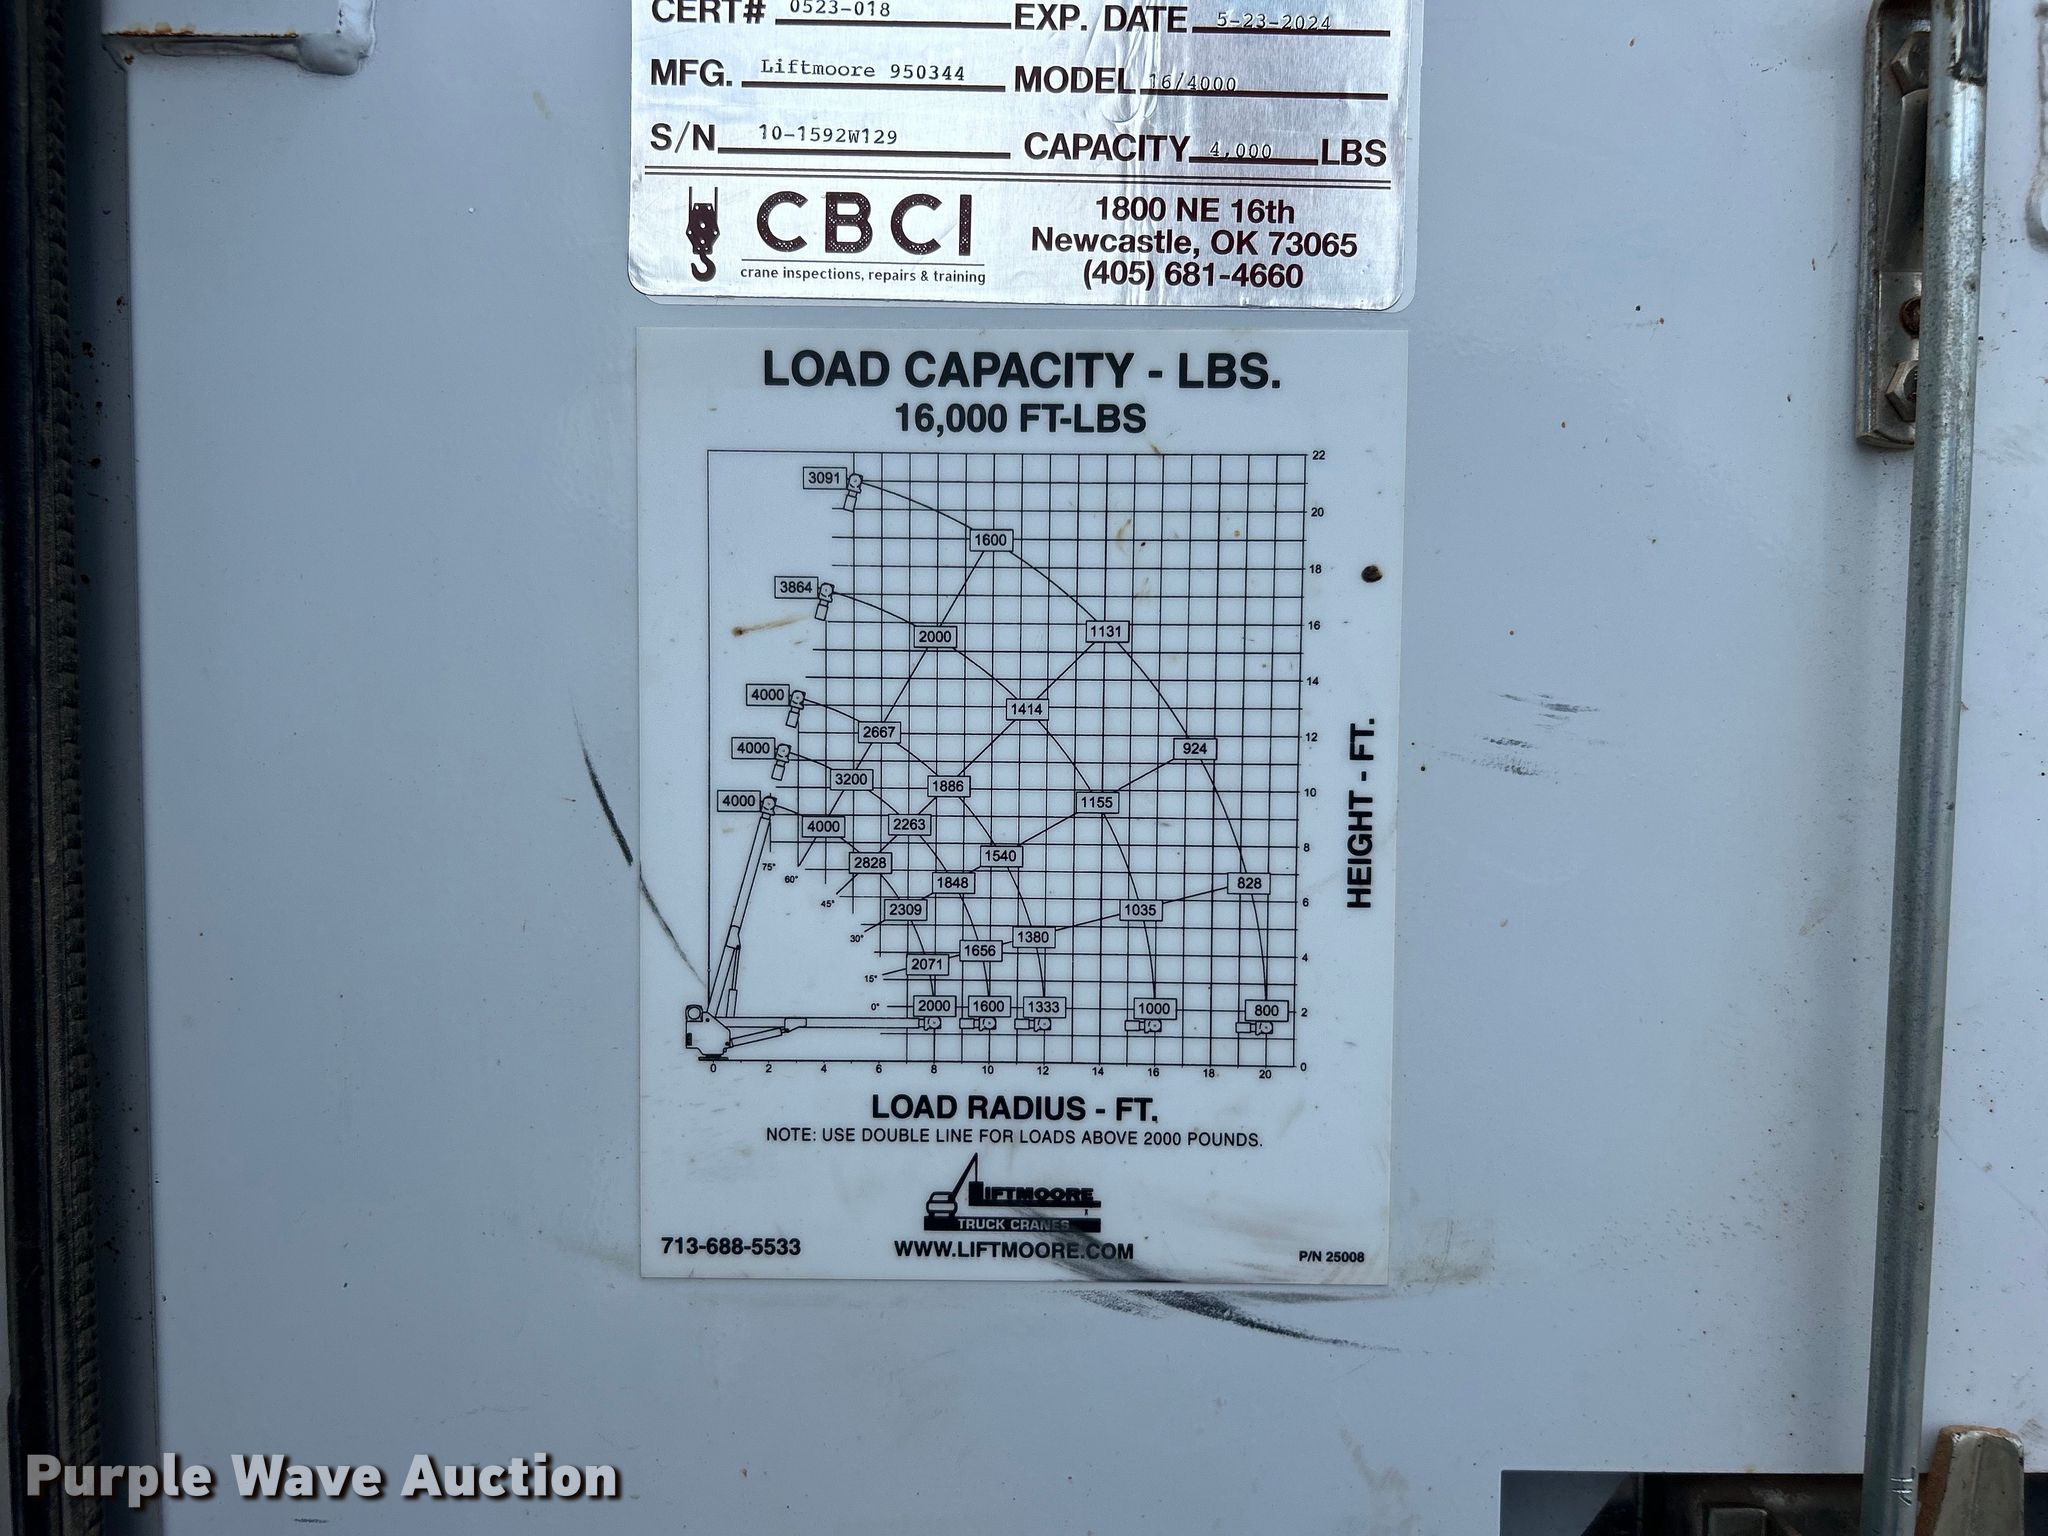 CERT# 0523-018 EXP. DATE 5-23-2024
MFG. Liftmoore 950344 MODEL 16/4000
S/N 10-1592W129 CAPACITY 4,000 LBS
CBCI
crane inspections, repairs & training
1800 NE 16th
Newcastle, OK 73065
(405) 681-4660
LOAD CAPACITY - LBS.
16,000 FT-LBS
22
3091
20
1600
18
3864
16
2000 1131
14
4000
1414
2667
12
4000 924
3200 1886
10
4000 1155
4000 2263
8
2828 1540
75°
60° 1848 828
45° 2309 1035
6
30° 1380
1656
4
15° 2071
0° 2000 1600 1333 1000 800
2
0
0 2 4 6 8 10 12 14 16 18 20
HEIGHT - FT.
LOAD RADIUS - FT.
NOTE: USE DOUBLE LINE FOR LOADS ABOVE 2000 POUNDS.
LIFTMOORE
TRUCK CRANES
713-688-5533 WWW.LIFTMOORE.COM P/N 25008
Purple Wave Auction